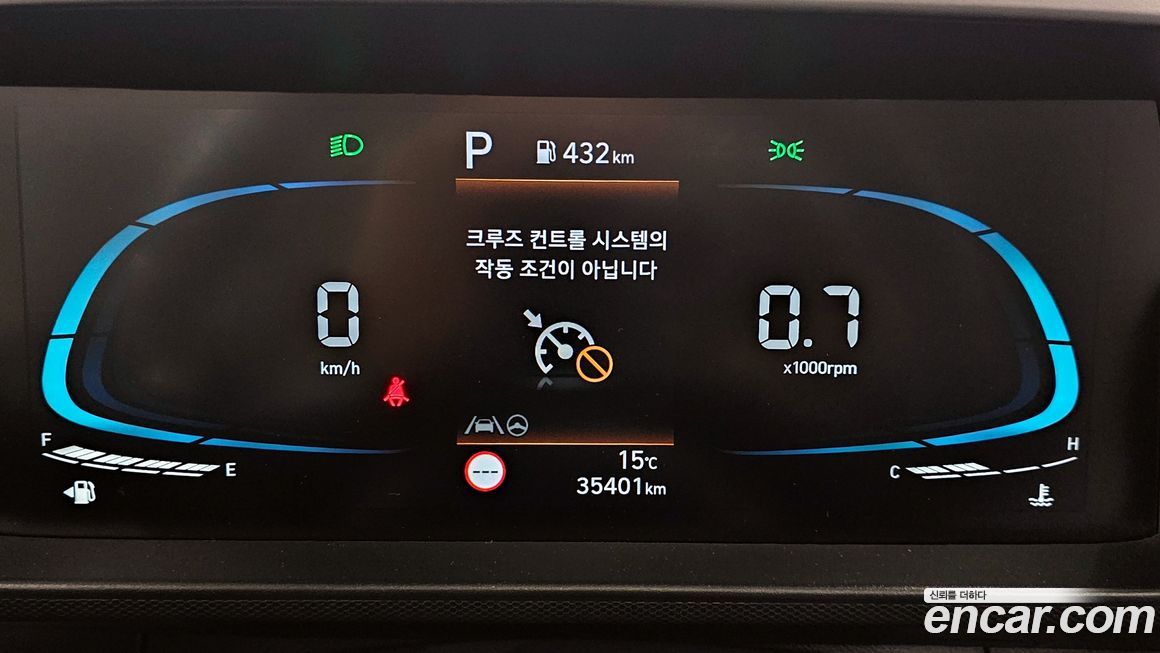 P 432km
크루즈 컨트롤 시스템의
작동 조건이 아닙니다
0
km/h
0.7
x1000rpm
F E
C H
---
15℃
35401km
신뢰를 더하다
encar.com